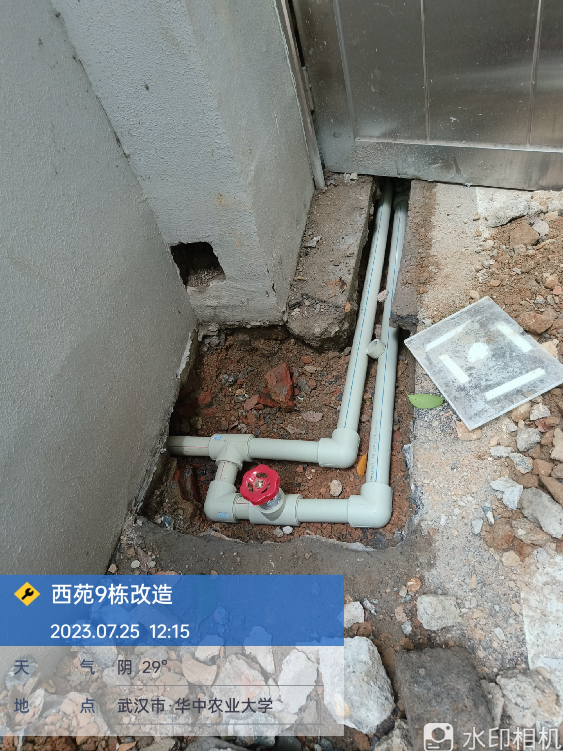 西苑9栋改造
2023.07.25 12:15
天 气 阴 29°
地 点 武汉市·华中农业大学
水印相机